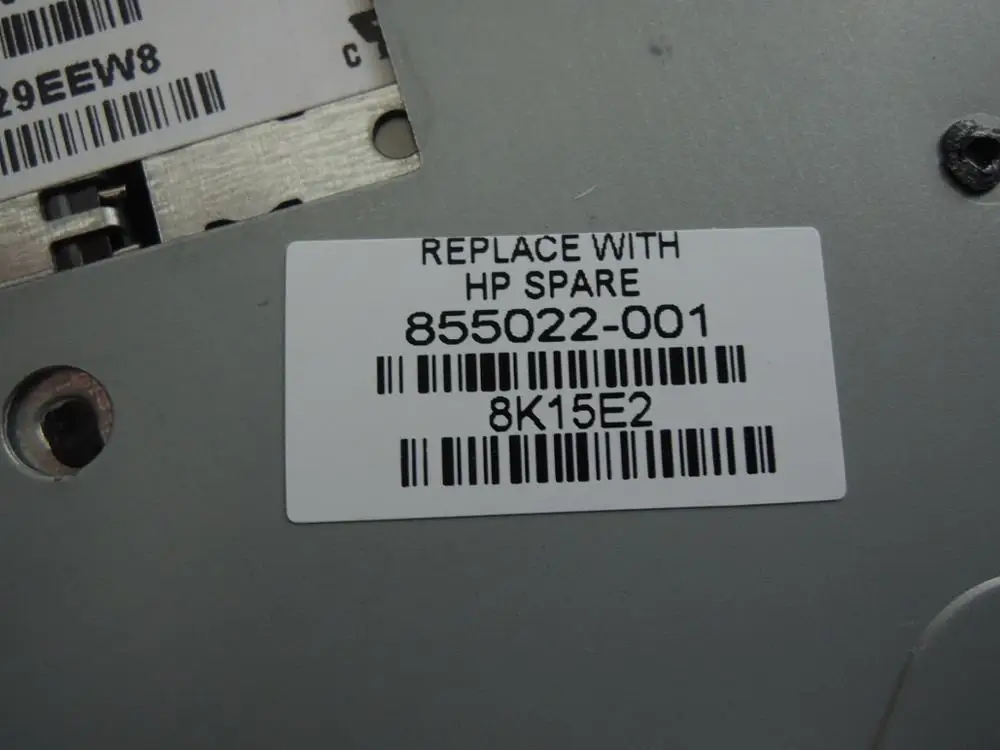 29EEW8
C
REPLACE WITH
HP SPARE
855022-001
8K15E2